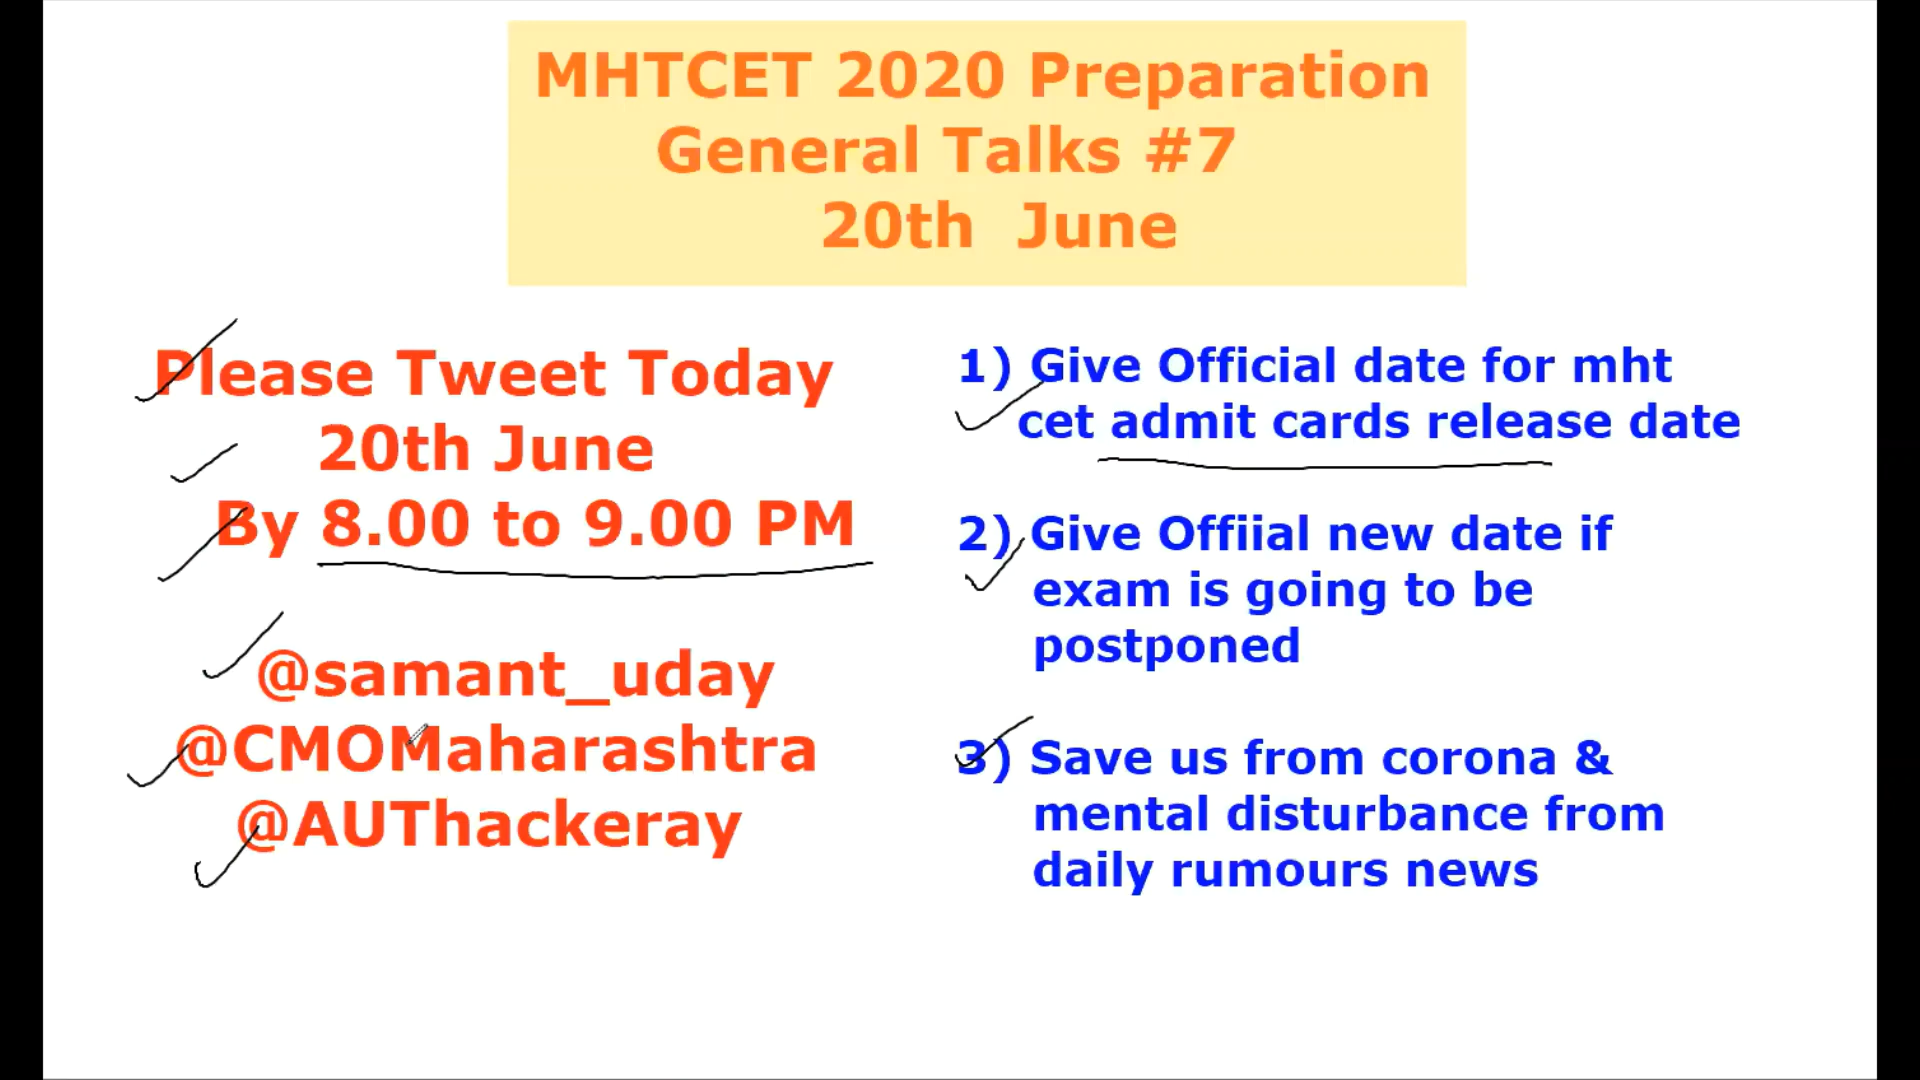 MHTCET 2020 Preparation
General Talks #7
20th June
Please Tweet Today
20th June
By 8.00 to 9.00 PM
@samant_uday
@CMOMaharashtra
@AUThackeray
1) Give Official date for mht
cet admit cards release date
2) Give Offiial new date if
exam is going to be
postponed
3) Save us from corona &
mental disturbance from
daily rumours news